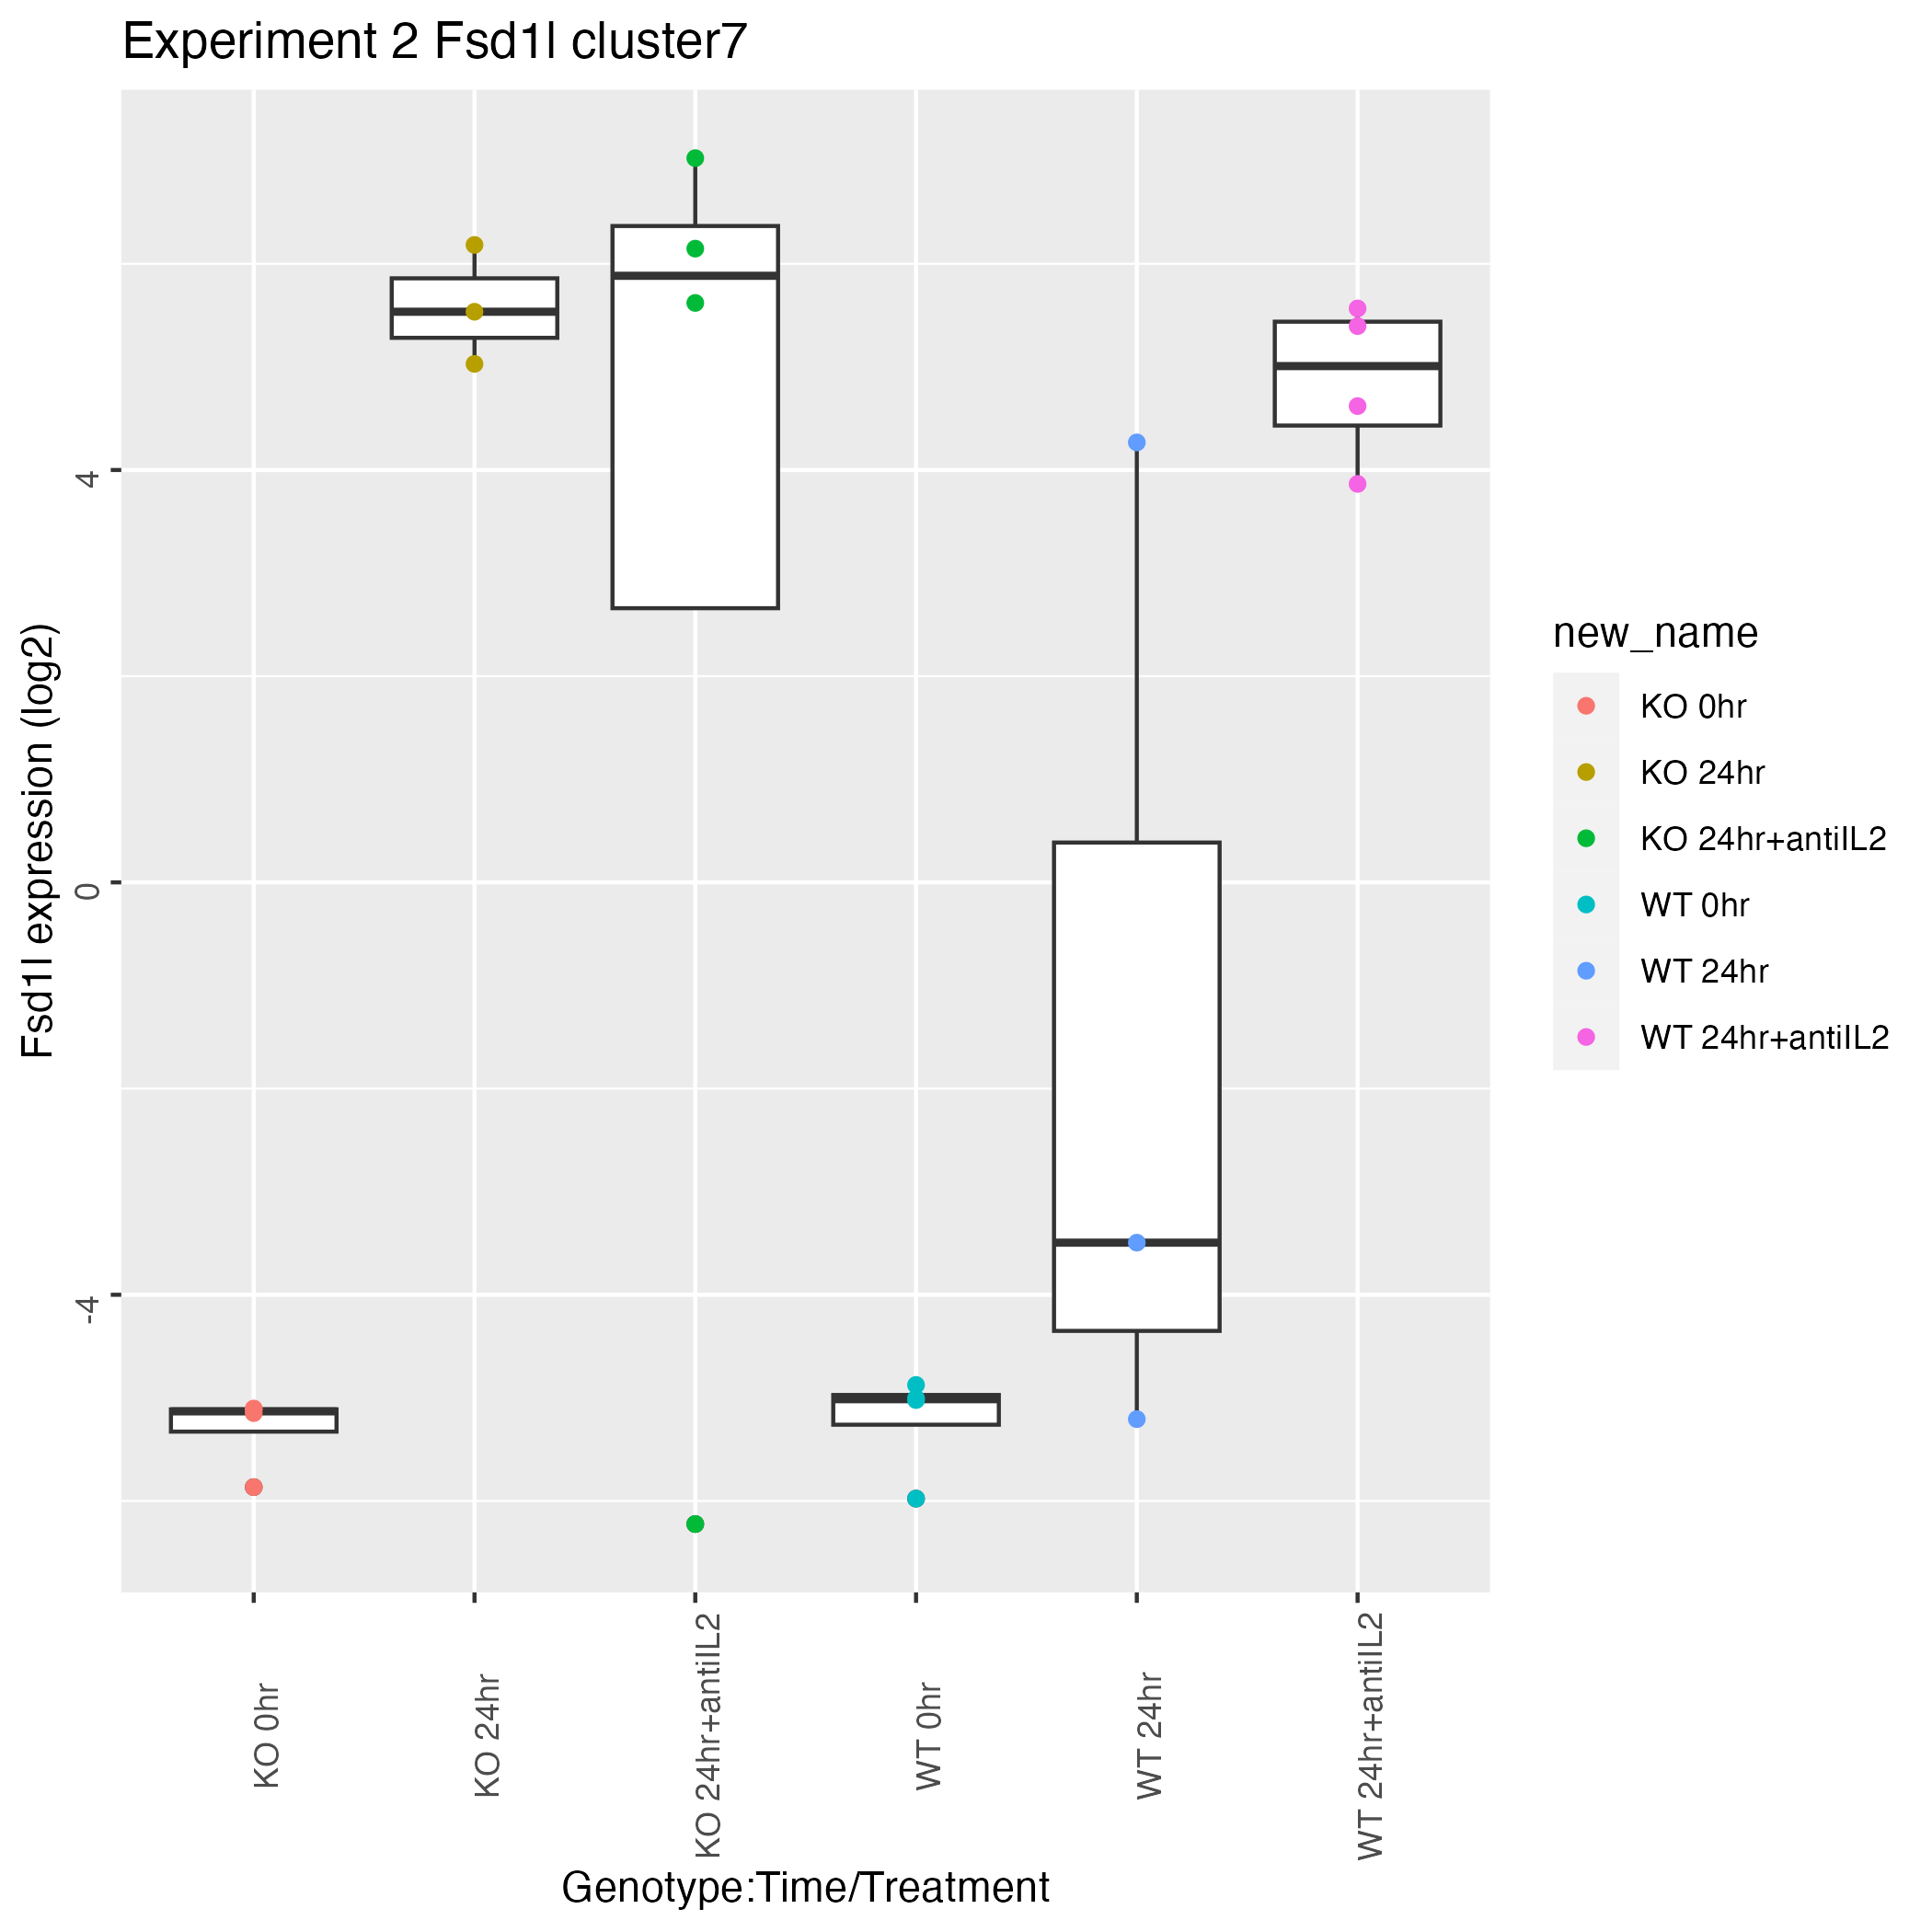 Experiment 2 Fsd1l cluster7
Fsd1l expression (log2)
4
0
-4
KO 0hr
KO 24hr
KO 24hr+antiIL2
WT 0hr
WT 24hr
WT 24hr+antiIL2
Genotype:Time/Treatment
new_name
KO 0hr
KO 24hr
KO 24hr+antiIL2
WT 0hr
WT 24hr
WT 24hr+antiIL2